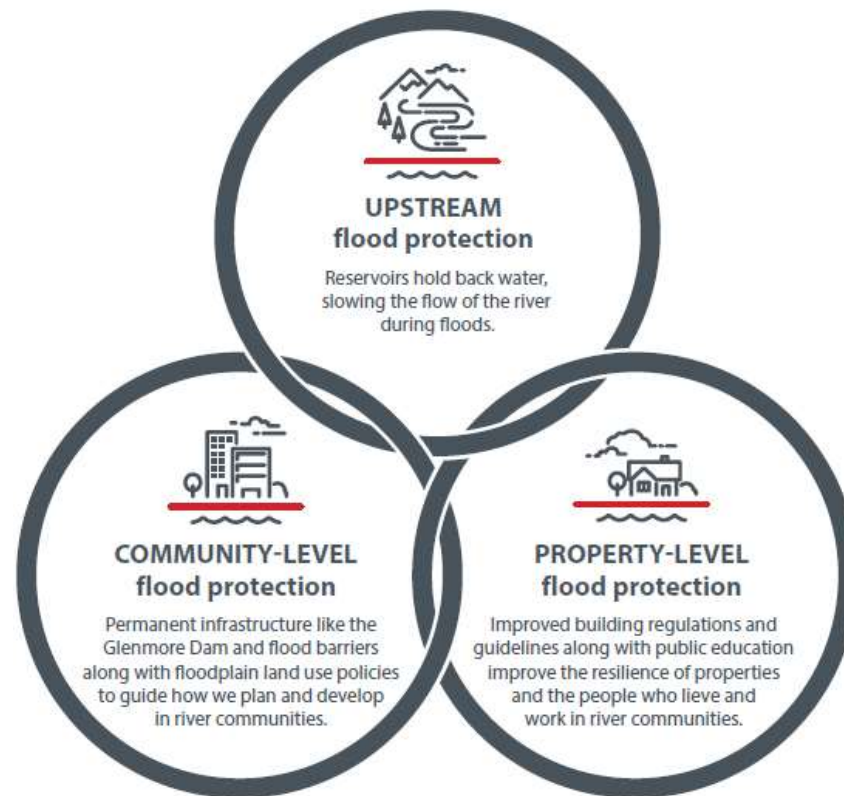 UPSTREAM
flood protection
Reservoirs hold back water,
slowing the flow of the river
during floods.
COMMUNITY-LEVEL
flood protection
Permanent infrastructure like the
Glenmore Dam and flood barriers
along with floodplain land use policies
to guide how we plan and develop
in river communities.
PROPERTY-LEVEL
flood protection
Improved building regulations and
guidelines along with public education
improve the resilience of properties
and the people who lieve and
work in river communities.